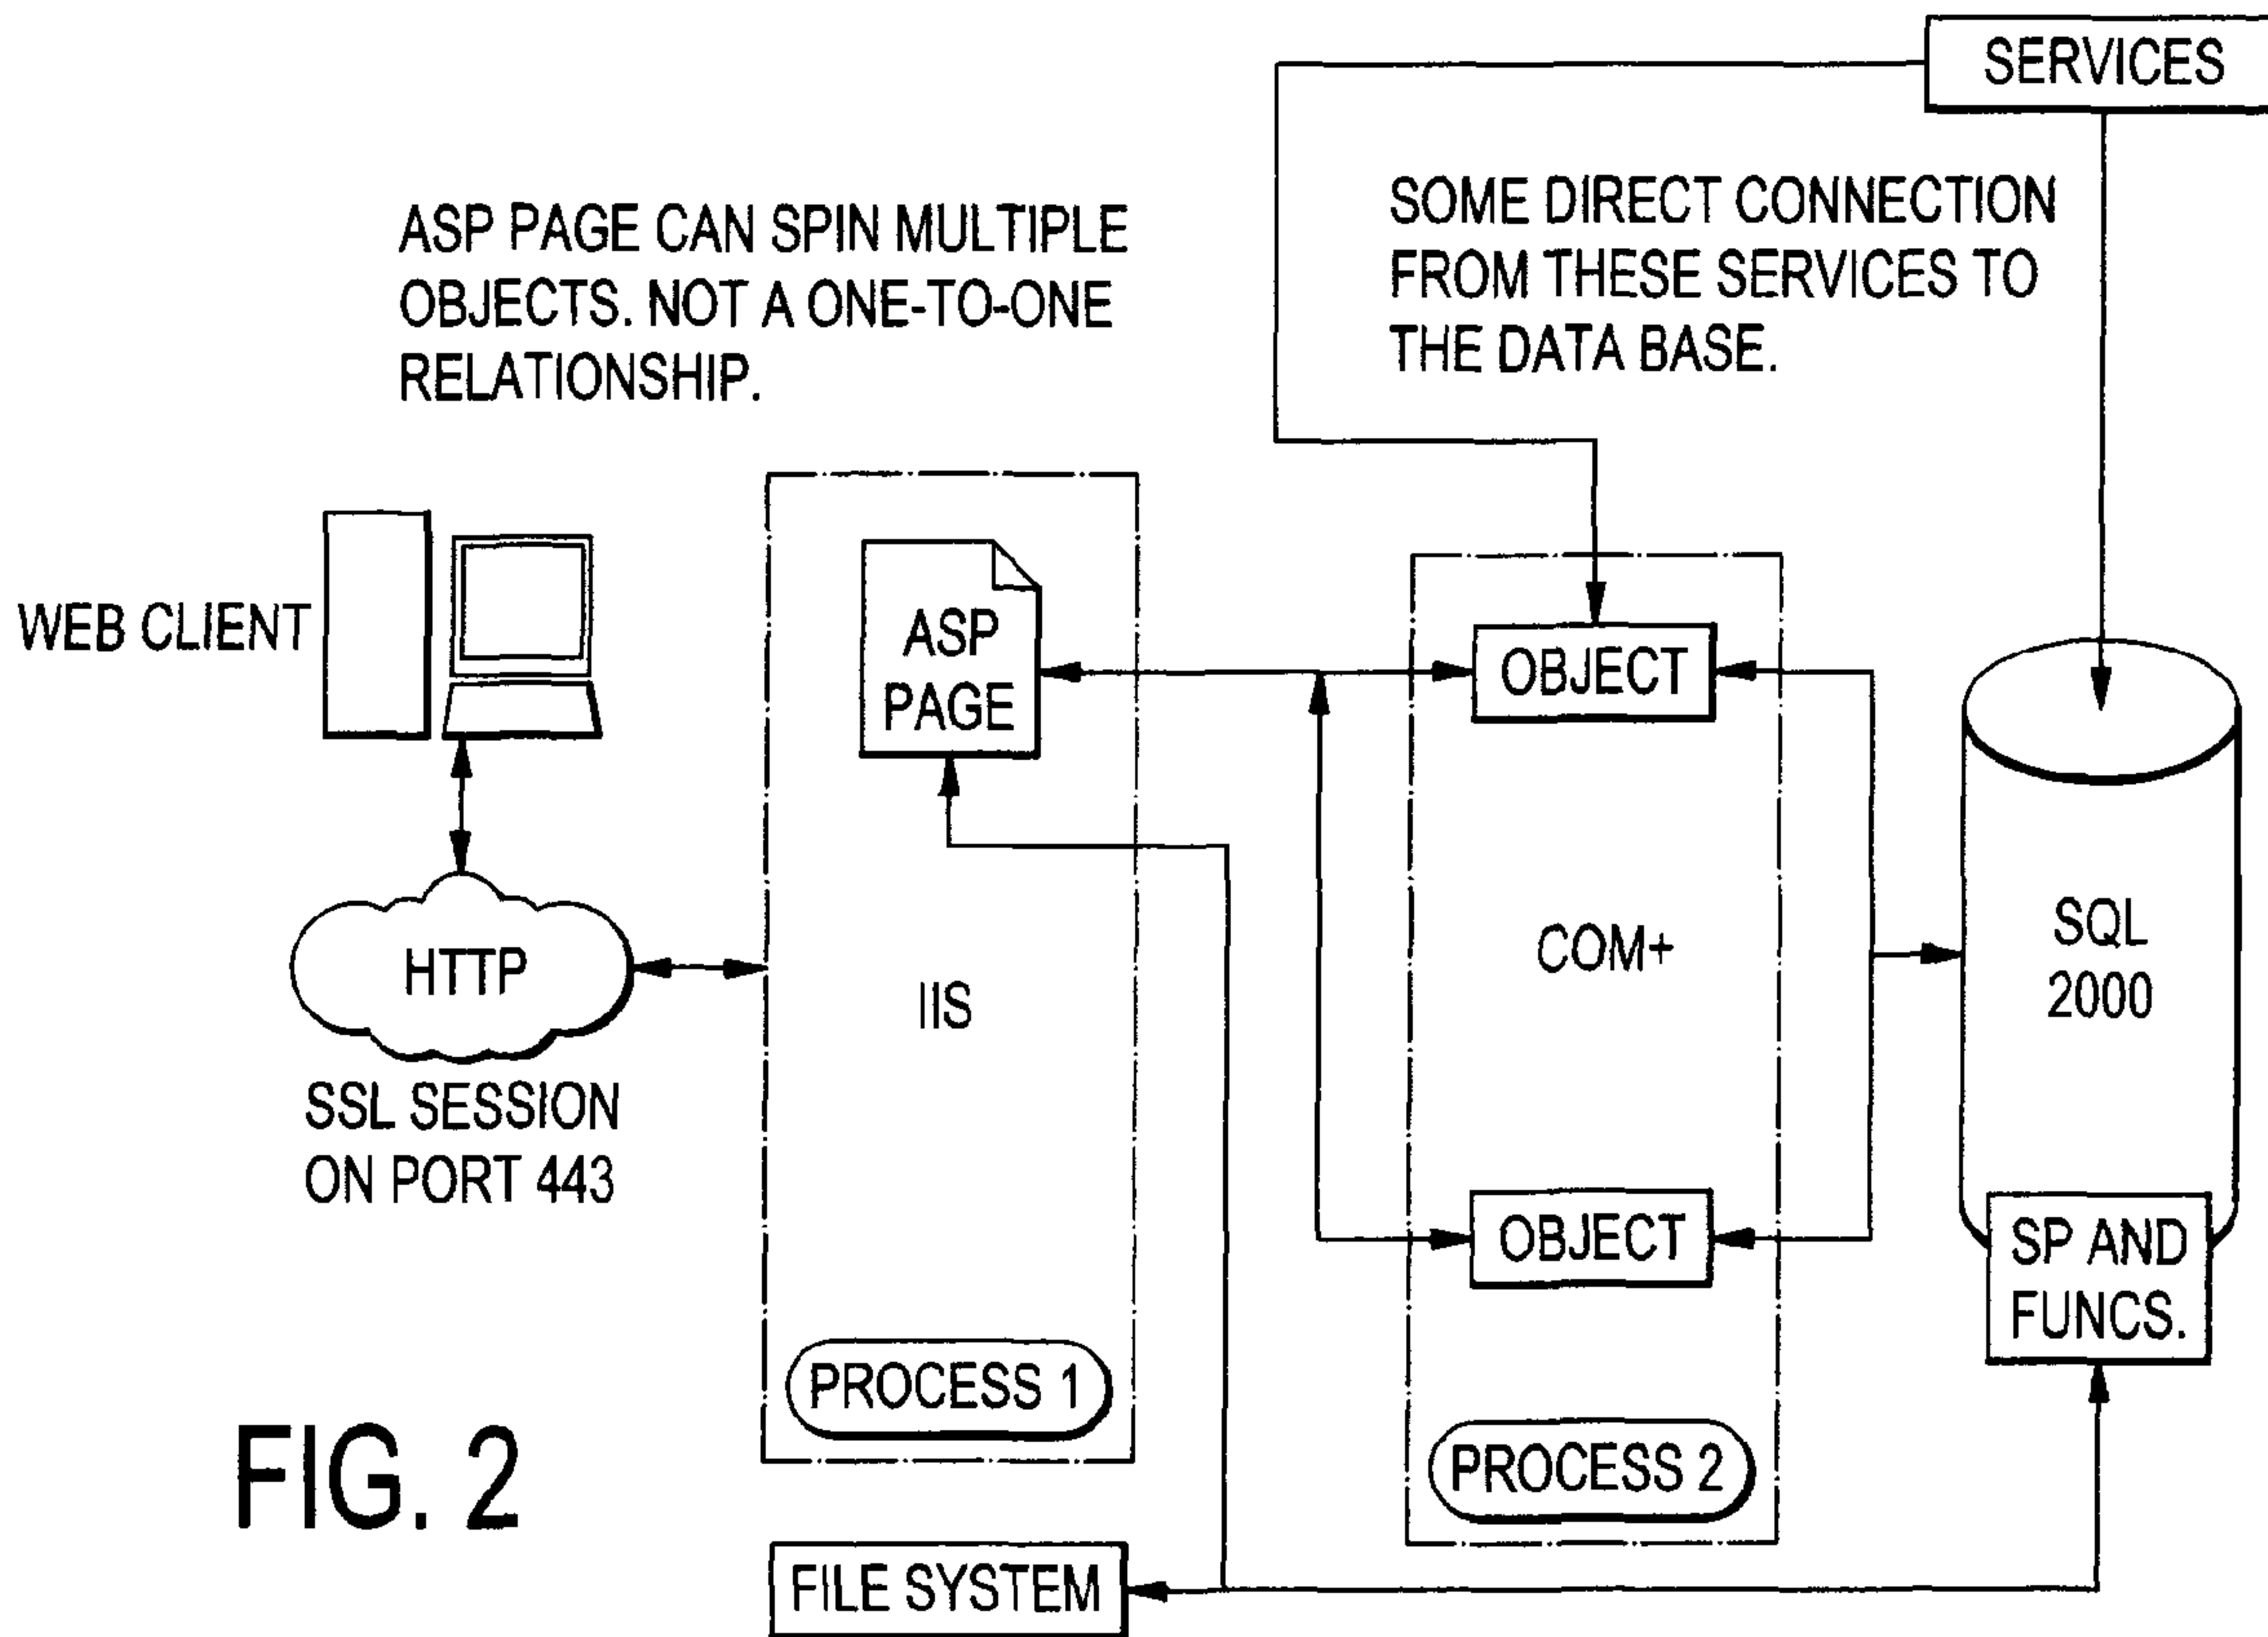 SERVICES
ASP PAGE CAN SPIN MULTIPLE
OBJECTS. NOT A ONE-TO-ONE
RELATIONSHIP.
SOME DIRECT CONNECTION
FROM THESE SERVICES TO
THE DATA BASE.
WEB CLIENT
ASP
PAGE
OBJECT
HTTP
IIS
COM+
SQL
2000
SSL SESSION
ON PORT 443
OBJECT
SP AND
FUNCS.
PROCESS 1
PROCESS 2
FIG. 2
FILE SYSTEM